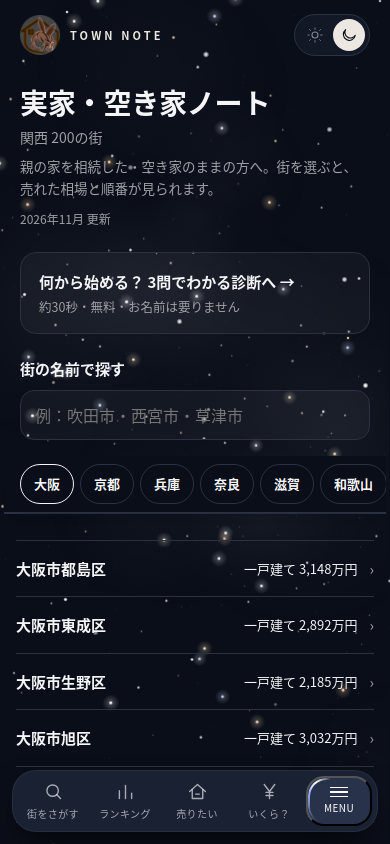 TOWN NOTE
実家・空き家ノート
関西 200の街
親の家を相続した・空き家のままの方へ。街を選ぶと、
売れた相場と順番が見られます。
2026年11月 更新
何から始める？ 3問でわかる診断へ →
約30秒・無料・お名前は要りません
街の名前で探す
例：吹田市・西宮市・草津市
大阪 京都 兵庫 奈良 滋賀 和歌山
大阪市都島区 一戸建て 3,148万円 ›
大阪市東成区 一戸建て 2,892万円 ›
大阪市生野区 一戸建て 2,185万円 ›
大阪市旭区 一戸建て 3,032万円 ›
街をさがす ランキング 売りたい いくら？ MENU